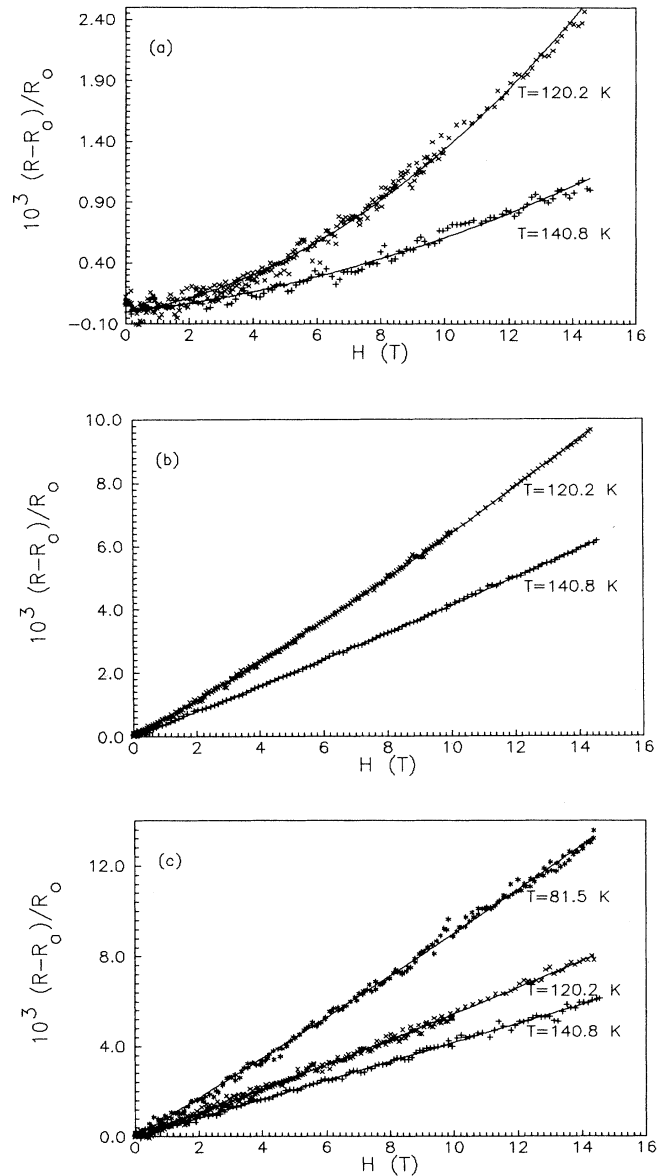 (a)
10³ (R-R₀)/R₀
2.40
1.90
1.40
0.90
0.40
-0.10
T=120.2 K
T=140.8 K
0 2 4 6 8 10 12 14 16
H (T)
(b)
10³ (R-R₀)/R₀
10.0
8.0
6.0
4.0
2.0
0.0
T=120.2 K
T=140.8 K
0 2 4 6 8 10 12 14 16
H (T)
(c)
10³ (R-R₀)/R₀
12.0
8.0
4.0
0.0
T=81.5 K
T=120.2 K
T=140.8 K
0 2 4 6 8 10 12 14 16
H (T)